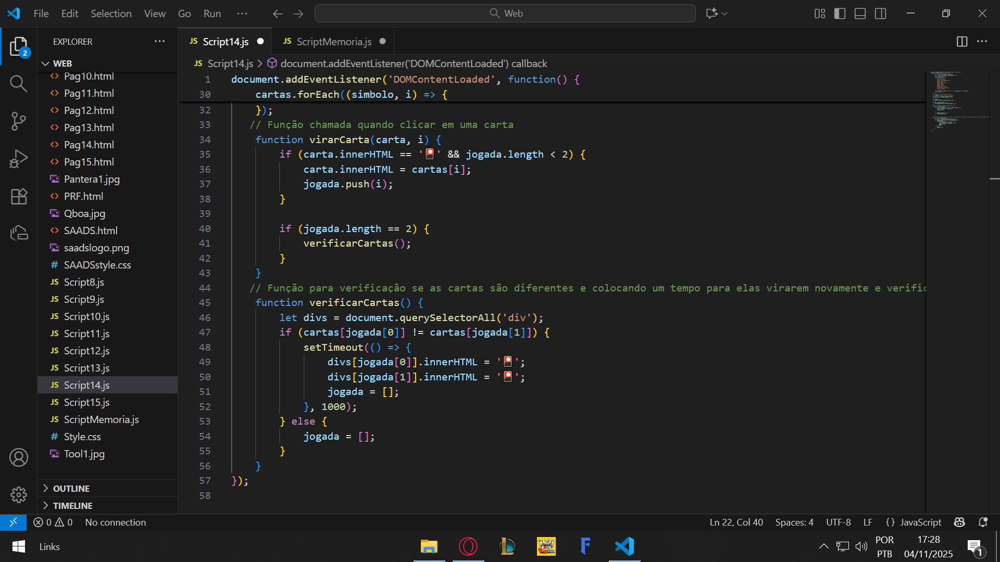 File Edit Selection View Go Run ··· Web
EXPLORER ···
WEB
Pag10.html
Pag11.html
Pag12.html
Pag13.html
Pag14.html
Pag15.html
Pantera1.jpg
PRF.html
Qboa.jpg
SAADS.html
saadslogo.png
SAADSstyle.css
Script8.js
Script9.js
Script10.js
Script11.js
Script12.js
Script13.js
Script14.js
Script15.js
ScriptMemoria.js
Style.css
Tool1.jpg
OUTLINE
TIMELINE
JS Script14.js JS ScriptMemoria.js
JS Script14.js > document.addEventListener('DOMContentLoaded') callback
1 document.addEventListener('DOMContentLoaded', function() {
30 cartas.forEach((simbolo, i) => {
32 });
33 // Função chamada quando clicar em uma carta
34 function virarCarta(carta, i) {
35 if (carta.innerHTML == '🎴' && jogada.length < 2) {
36 carta.innerHTML = cartas[i];
37 jogada.push(i);
38 }
39
40 if (jogada.length == 2) {
41 verificarCartas();
42 }
43 }
44 // Função para verificação se as cartas são diferentes e colocando um tempo para elas virarem novamente e verific
45 function verificarCartas() {
46 let divs = document.querySelectorAll('div');
47 if (cartas[jogada[0]] != cartas[jogada[1]]) {
48 setTimeout(() => {
49 divs[jogada[0]].innerHTML = '🎴';
50 divs[jogada[1]].innerHTML = '🎴';
51 jogada = [];
52 }, 1000);
53 } else {
54 jogada = [];
55 }
56 }
57 });
58
0 0 No connection Ln 22, Col 40 Spaces: 4 UTF-8 LF {} JavaScript
Links
POR
PTB
17:28
04/11/2025
1
2